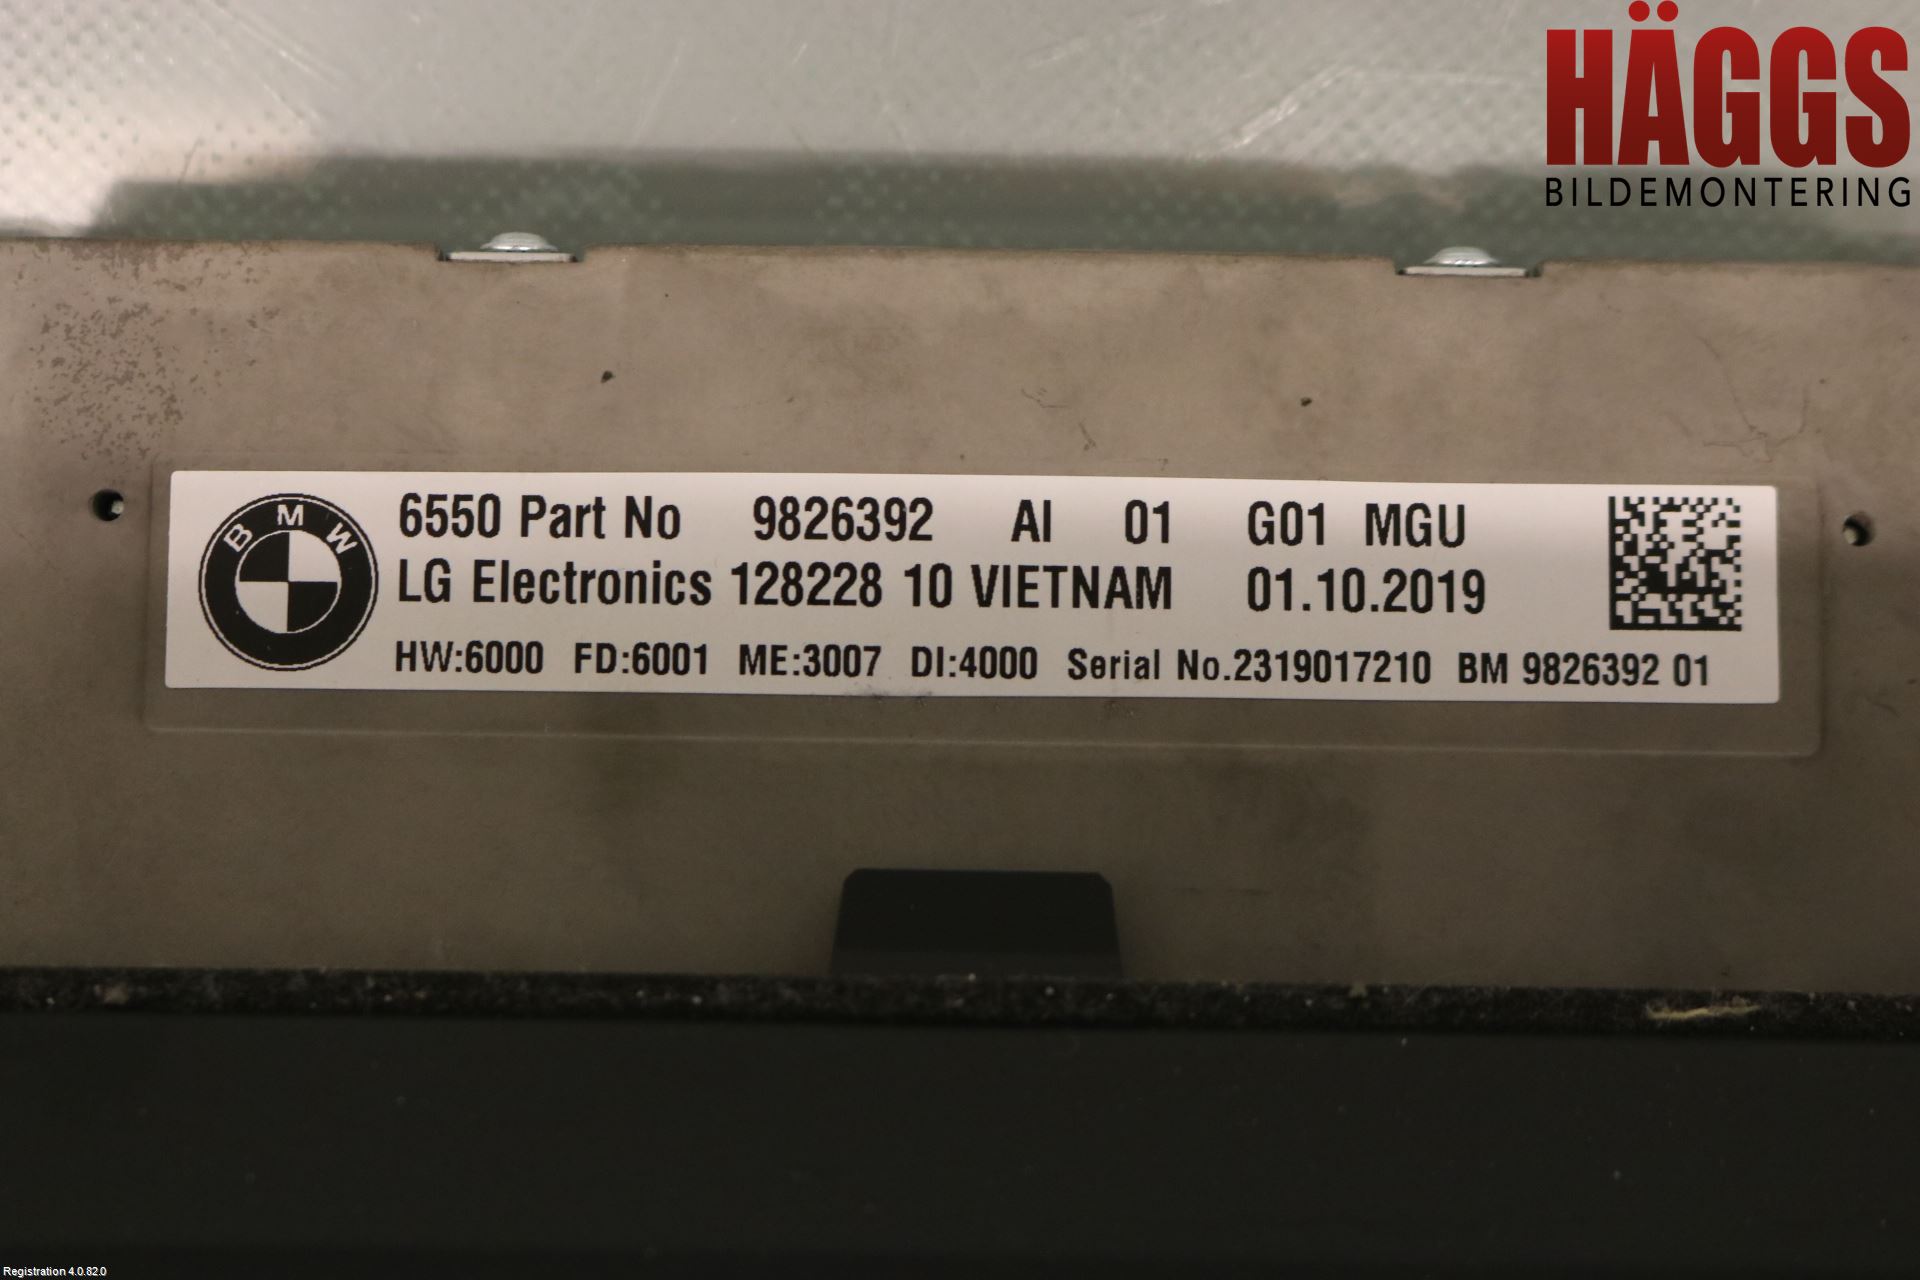 HÄGGS
BILDEMONTERING
BMW
6550 Part No 9826392 AI 01 G01 MGU
LG Electronics 128228 10 VIETNAM 01.10.2019
HW:6000 FD:6001 ME:3007 DI:4000 Serial No.2319017210 BM 9826392 01
Registration 4.0.82.0